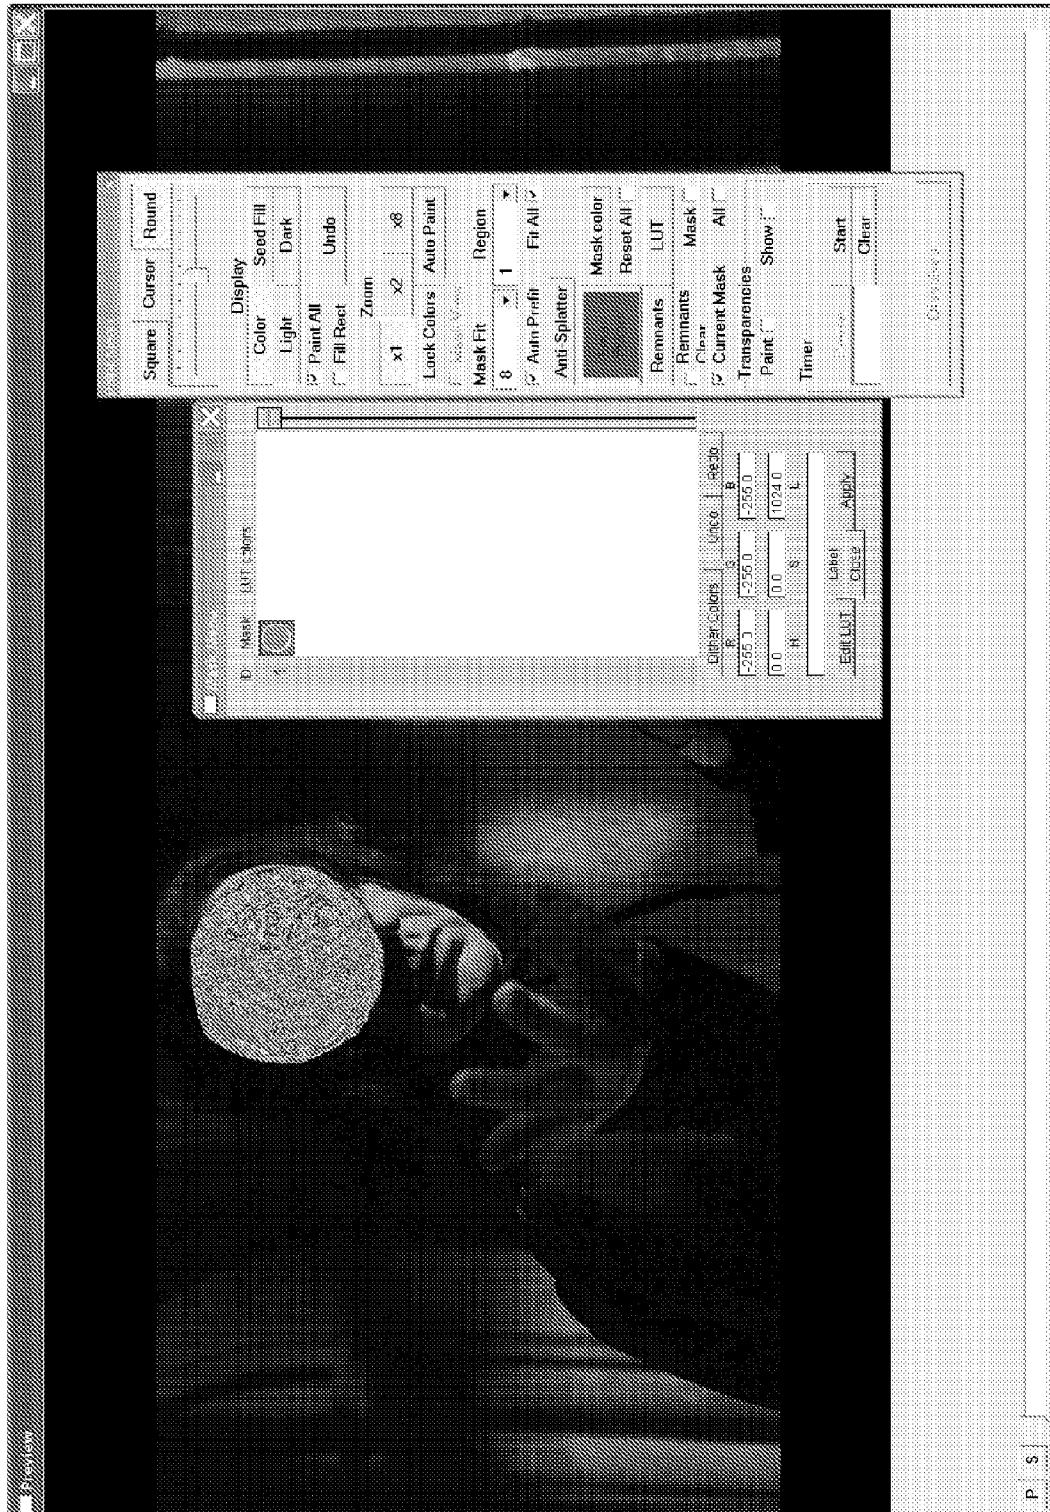 Preview
Square Cursor Round
Display
Color Seed Fill
Light Dark
Paint All
Fill Rect Undo
Zoom
x1 x2 x8
Lock Colors Auto Paint
Mask Fit Region
8 1
Auto Prefit Fit All
Anti-Splatter
Mask color
Reset All
Remnants LUT
Remnants Mask
Clear
Current Mask All
Transparencies
Paint Show
Timer
Start
Clear
ID Mask LUT colors
1
Dither Colors Undo Redo
R G B
-255.0 -255.0 -255.0
0.0 0.0 1024.0
H S L
Label
Edit LUT Close Apply
P S